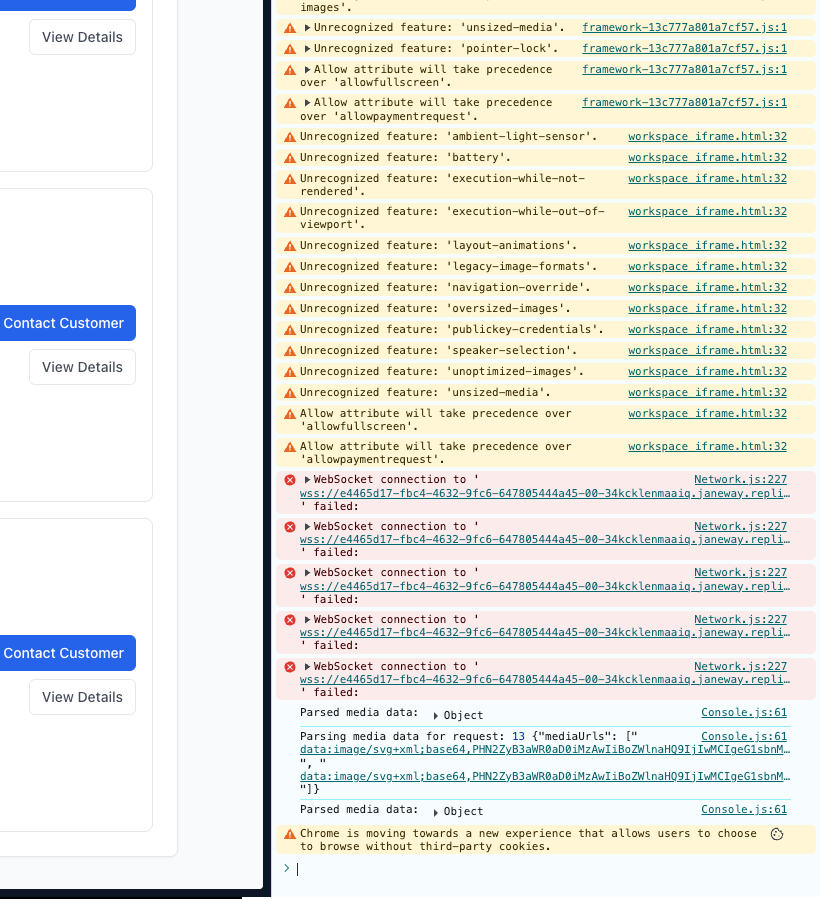 View Details
Contact Customer
View Details
Contact Customer
View Details
images'.
Unrecognized feature: 'unsized-media'. framework-13c777a801a7cf57.js:1
Unrecognized feature: 'pointer-lock'. framework-13c777a801a7cf57.js:1
Allow attribute will take precedence framework-13c777a801a7cf57.js:1
over 'allowfullscreen'.
Allow attribute will take precedence framework-13c777a801a7cf57.js:1
over 'allowpaymentrequest'.
Unrecognized feature: 'ambient-light-sensor'. workspace_iframe.html:32
Unrecognized feature: 'battery'. workspace_iframe.html:32
Unrecognized feature: 'execution-while-not- workspace_iframe.html:32
rendered'.
Unrecognized feature: 'execution-while-out-of- workspace_iframe.html:32
viewport'.
Unrecognized feature: 'layout-animations'. workspace_iframe.html:32
Unrecognized feature: 'legacy-image-formats'. workspace_iframe.html:32
Unrecognized feature: 'navigation-override'. workspace_iframe.html:32
Unrecognized feature: 'oversized-images'. workspace_iframe.html:32
Unrecognized feature: 'publickey-credentials'. workspace_iframe.html:32
Unrecognized feature: 'speaker-selection'. workspace_iframe.html:32
Unrecognized feature: 'unoptimized-images'. workspace_iframe.html:32
Unrecognized feature: 'unsized-media'. workspace_iframe.html:32
Allow attribute will take precedence over workspace_iframe.html:32
'allowfullscreen'.
Allow attribute will take precedence over workspace_iframe.html:32
'allowpaymentrequest'.
WebSocket connection to ' Network.js:227
wss://e4465d17-fbc4-4632-9fc6-647805444a45-00-34kcklenmaaiq.janeway.repli…
' failed:
WebSocket connection to ' Network.js:227
wss://e4465d17-fbc4-4632-9fc6-647805444a45-00-34kcklenmaaiq.janeway.repli…
' failed:
WebSocket connection to ' Network.js:227
wss://e4465d17-fbc4-4632-9fc6-647805444a45-00-34kcklenmaaiq.janeway.repli…
' failed:
WebSocket connection to ' Network.js:227
wss://e4465d17-fbc4-4632-9fc6-647805444a45-00-34kcklenmaaiq.janeway.repli…
' failed:
WebSocket connection to ' Network.js:227
wss://e4465d17-fbc4-4632-9fc6-647805444a45-00-34kcklenmaaiq.janeway.repli…
' failed:
Parsed media data: Object Console.js:61
Parsing media data for request: 13 {"mediaUrls": [" Console.js:61
data:image/svg+xml;base64,PHN2ZyB3aWR0aD0iMzAwIiBoZWlnaHQ9IjIwMCIgeG1sbnM…
", "
data:image/svg+xml;base64,PHN2ZyB3aWR0aD0iMzAwIiBoZWlnaHQ9IjIwMCIgeG1sbnM…
"]}
Parsed media data: Object Console.js:61
Chrome is moving towards a new experience that allows users to choose
to browse without third-party cookies.